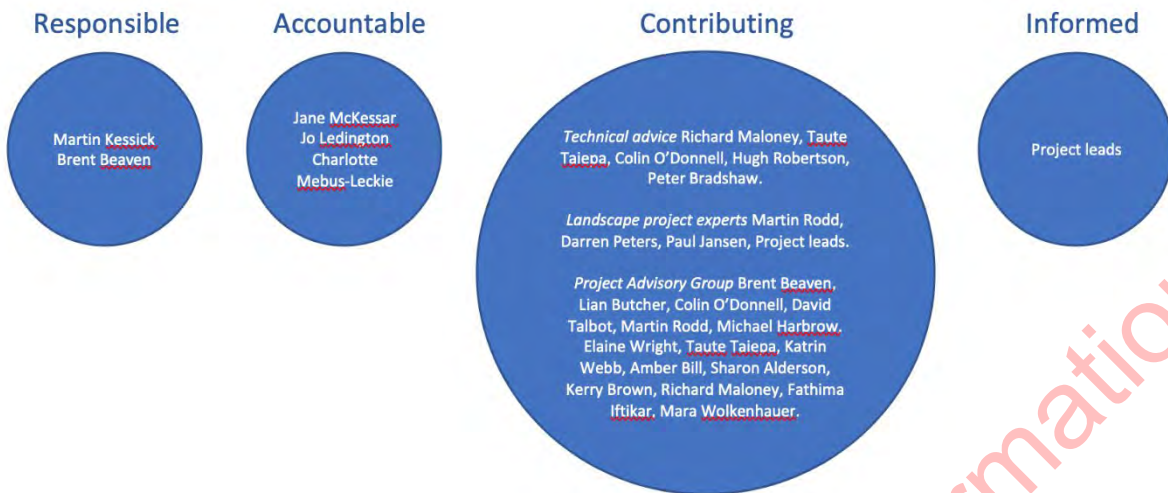 Responsible
Martin Kessick
Brent Beaven
Accountable
Jane McKessar
Jo Ledington
Charlotte
Mebus-Leckie
Contributing
Technical advice Richard Maloney, Taute
Taiepa, Colin O'Donnell, Hugh Robertson,
Peter Bradshaw.
Landscape project experts Martin Rodd,
Darren Peters, Paul Jansen, Project leads.
Project Advisory Group Brent Beaven,
Lian Butcher, Colin O'Donnell, David
Talbot, Martin Rodd, Michael Harbrow,
Elaine Wright, Taute Taiepa, Katrin
Webb, Amber Bill, Sharon Alderson,
Kerry Brown, Richard Maloney, Fathima
Iftikar, Mara Wolkenhauer.
Informed
Project leads